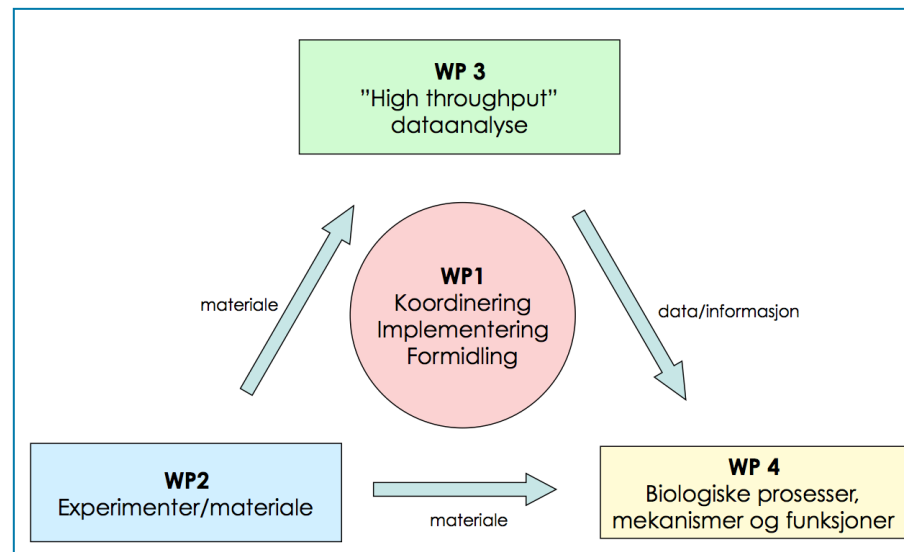 WP 3
”High throughput”
dataanalyse
WP1
Koordinering
Implementering
Formidling
materiale
data/informasjon
WP2
Experimenter/materiale
materiale
WP 4
Biologiske prosesser,
mekanismer og funksjoner